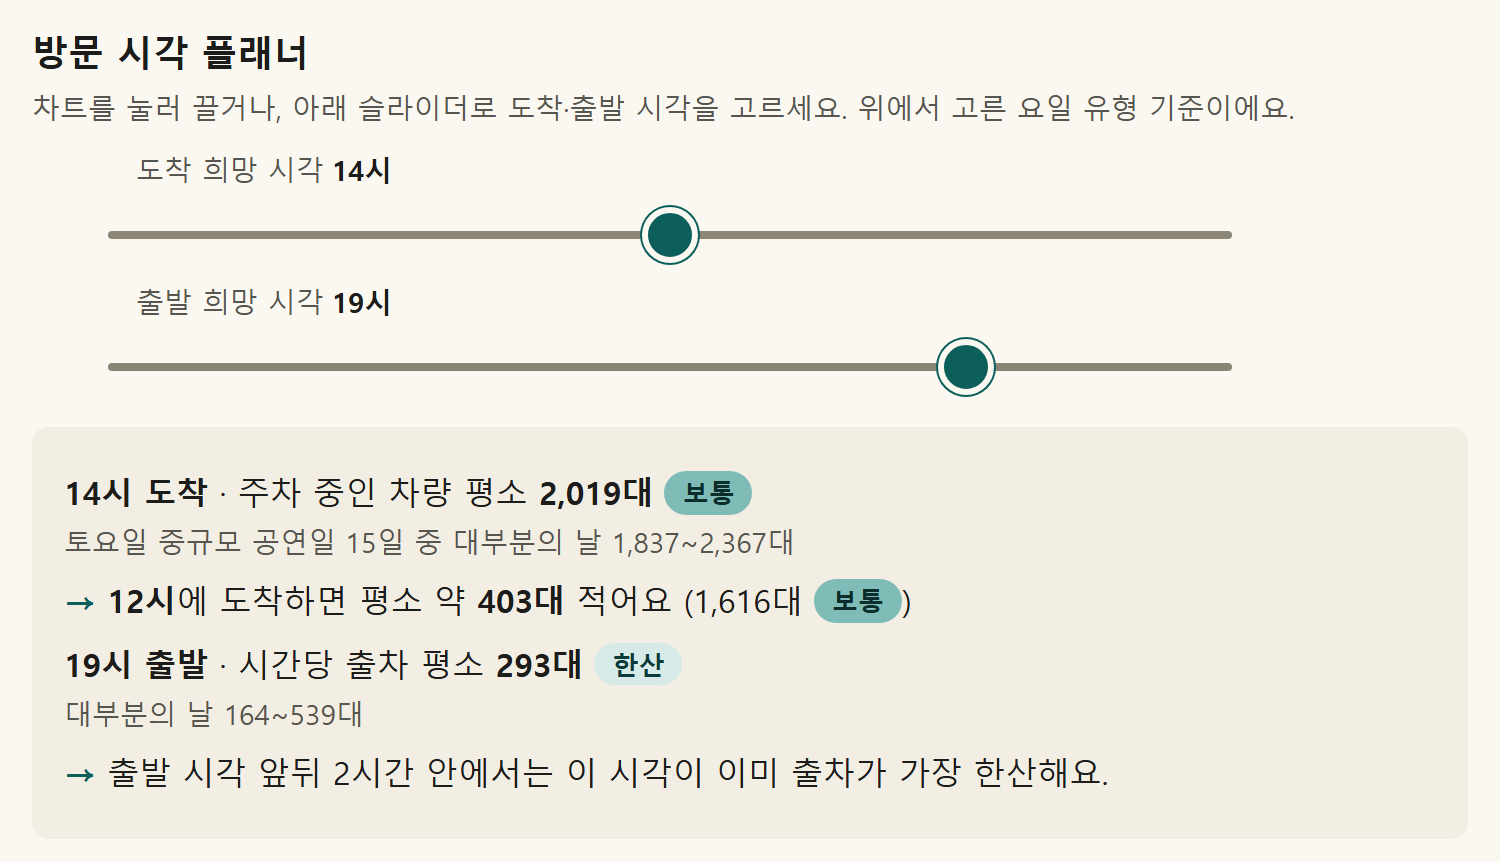 방문 시각 플래너
차트를 눌러 끌거나, 아래 슬라이더로 도착·출발 시각을 고르세요. 위에서 고른 요일 유형 기준이에요.
도착 희망 시각 14시
출발 희망 시각 19시
14시 도착 · 주차 중인 차량 평소 2,019대 보통
토요일 중규모 공연일 15일 중 대부분의 날 1,837~2,367대
→ 12시에 도착하면 평소 약 403대 적어요 (1,616대 보통)
19시 출발 · 시간당 출차 평소 293대 한산
대부분의 날 164~539대
→ 출발 시각 앞뒤 2시간 안에서는 이 시각이 이미 출차가 가장 한산해요.